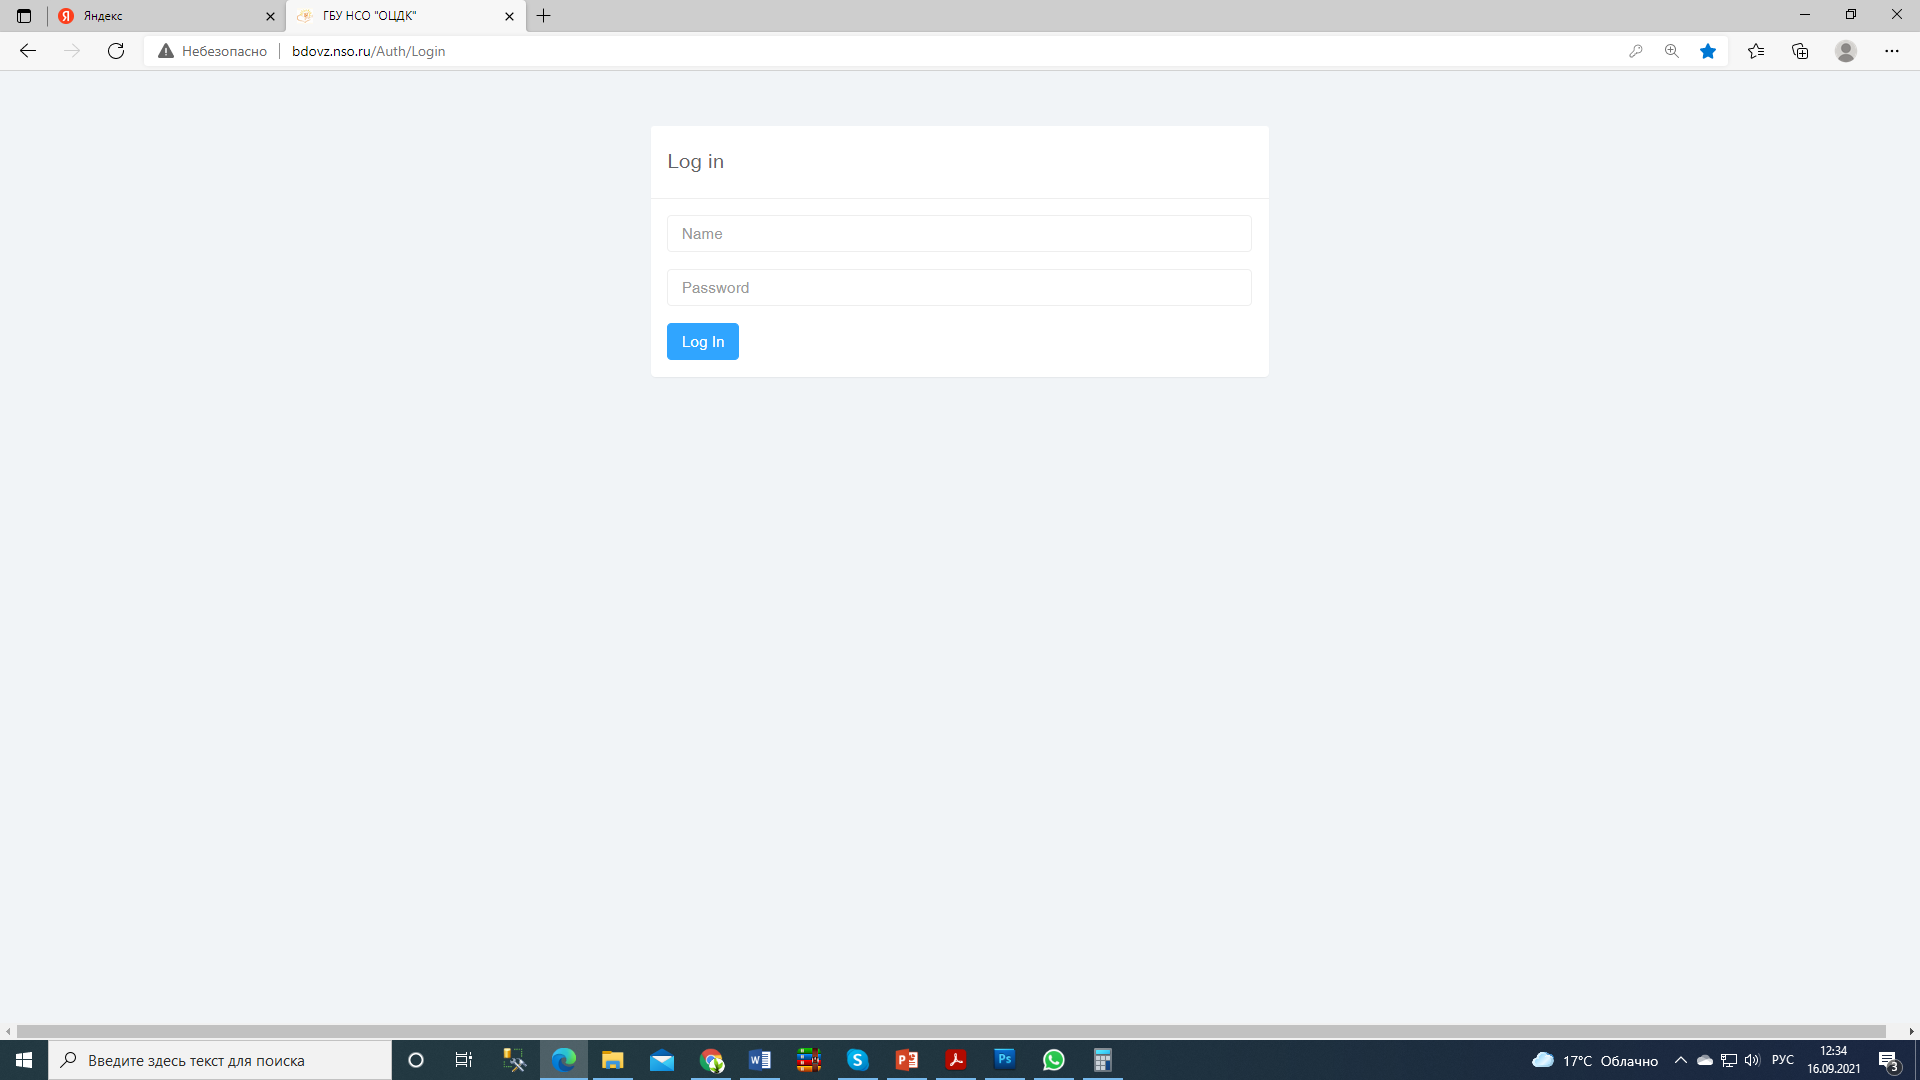 Яндекс
ГБУ НСО "ОЦДК"
Небезопасно
bdovz.nso.ru/Auth/Login
Log in
Name
Password
Log In
Введите здесь текст для поиска
17°C Облачно
РУС
12:34
16.09.2021
3